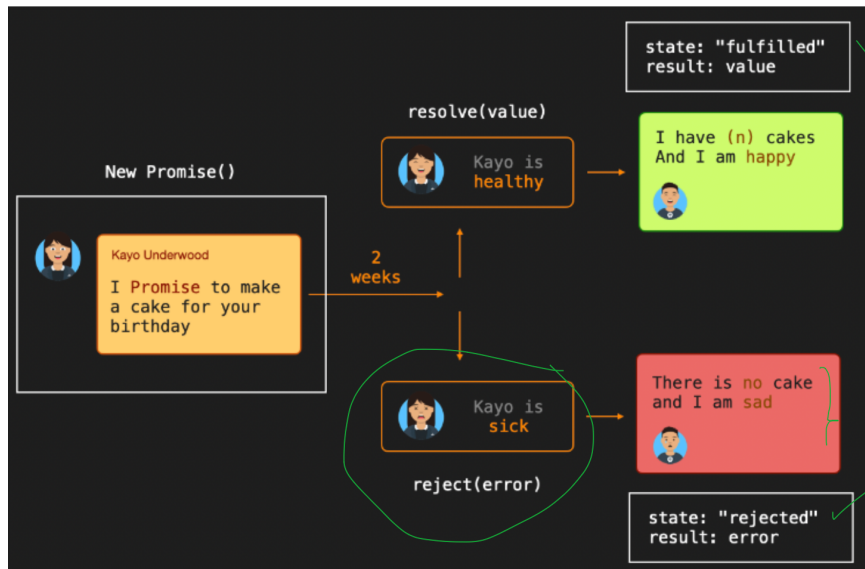 state: "fulfilled"
result: value
resolve(value)
I have (n) cakes
And I am happy
Kayo is
healthy
New Promise()
Kayo Underwood
I Promise to make
a cake for your
birthday
2
weeks
Kayo is
sick
reject(error)
There is no cake
and I am sad
state: "rejected"
result: error